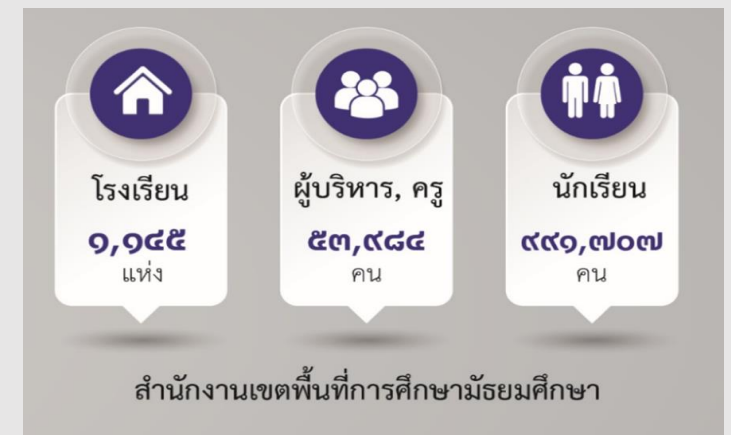 โรงเรียน
๑,๑๔๕
แห่ง
ผู้บริหาร, ครู
๕๓,๙๘๔
คน
นักเรียน
๙๙๑,๗๐๗
คน
สำนักงานเขตพื้นที่การศึกษามัธยมศึกษา